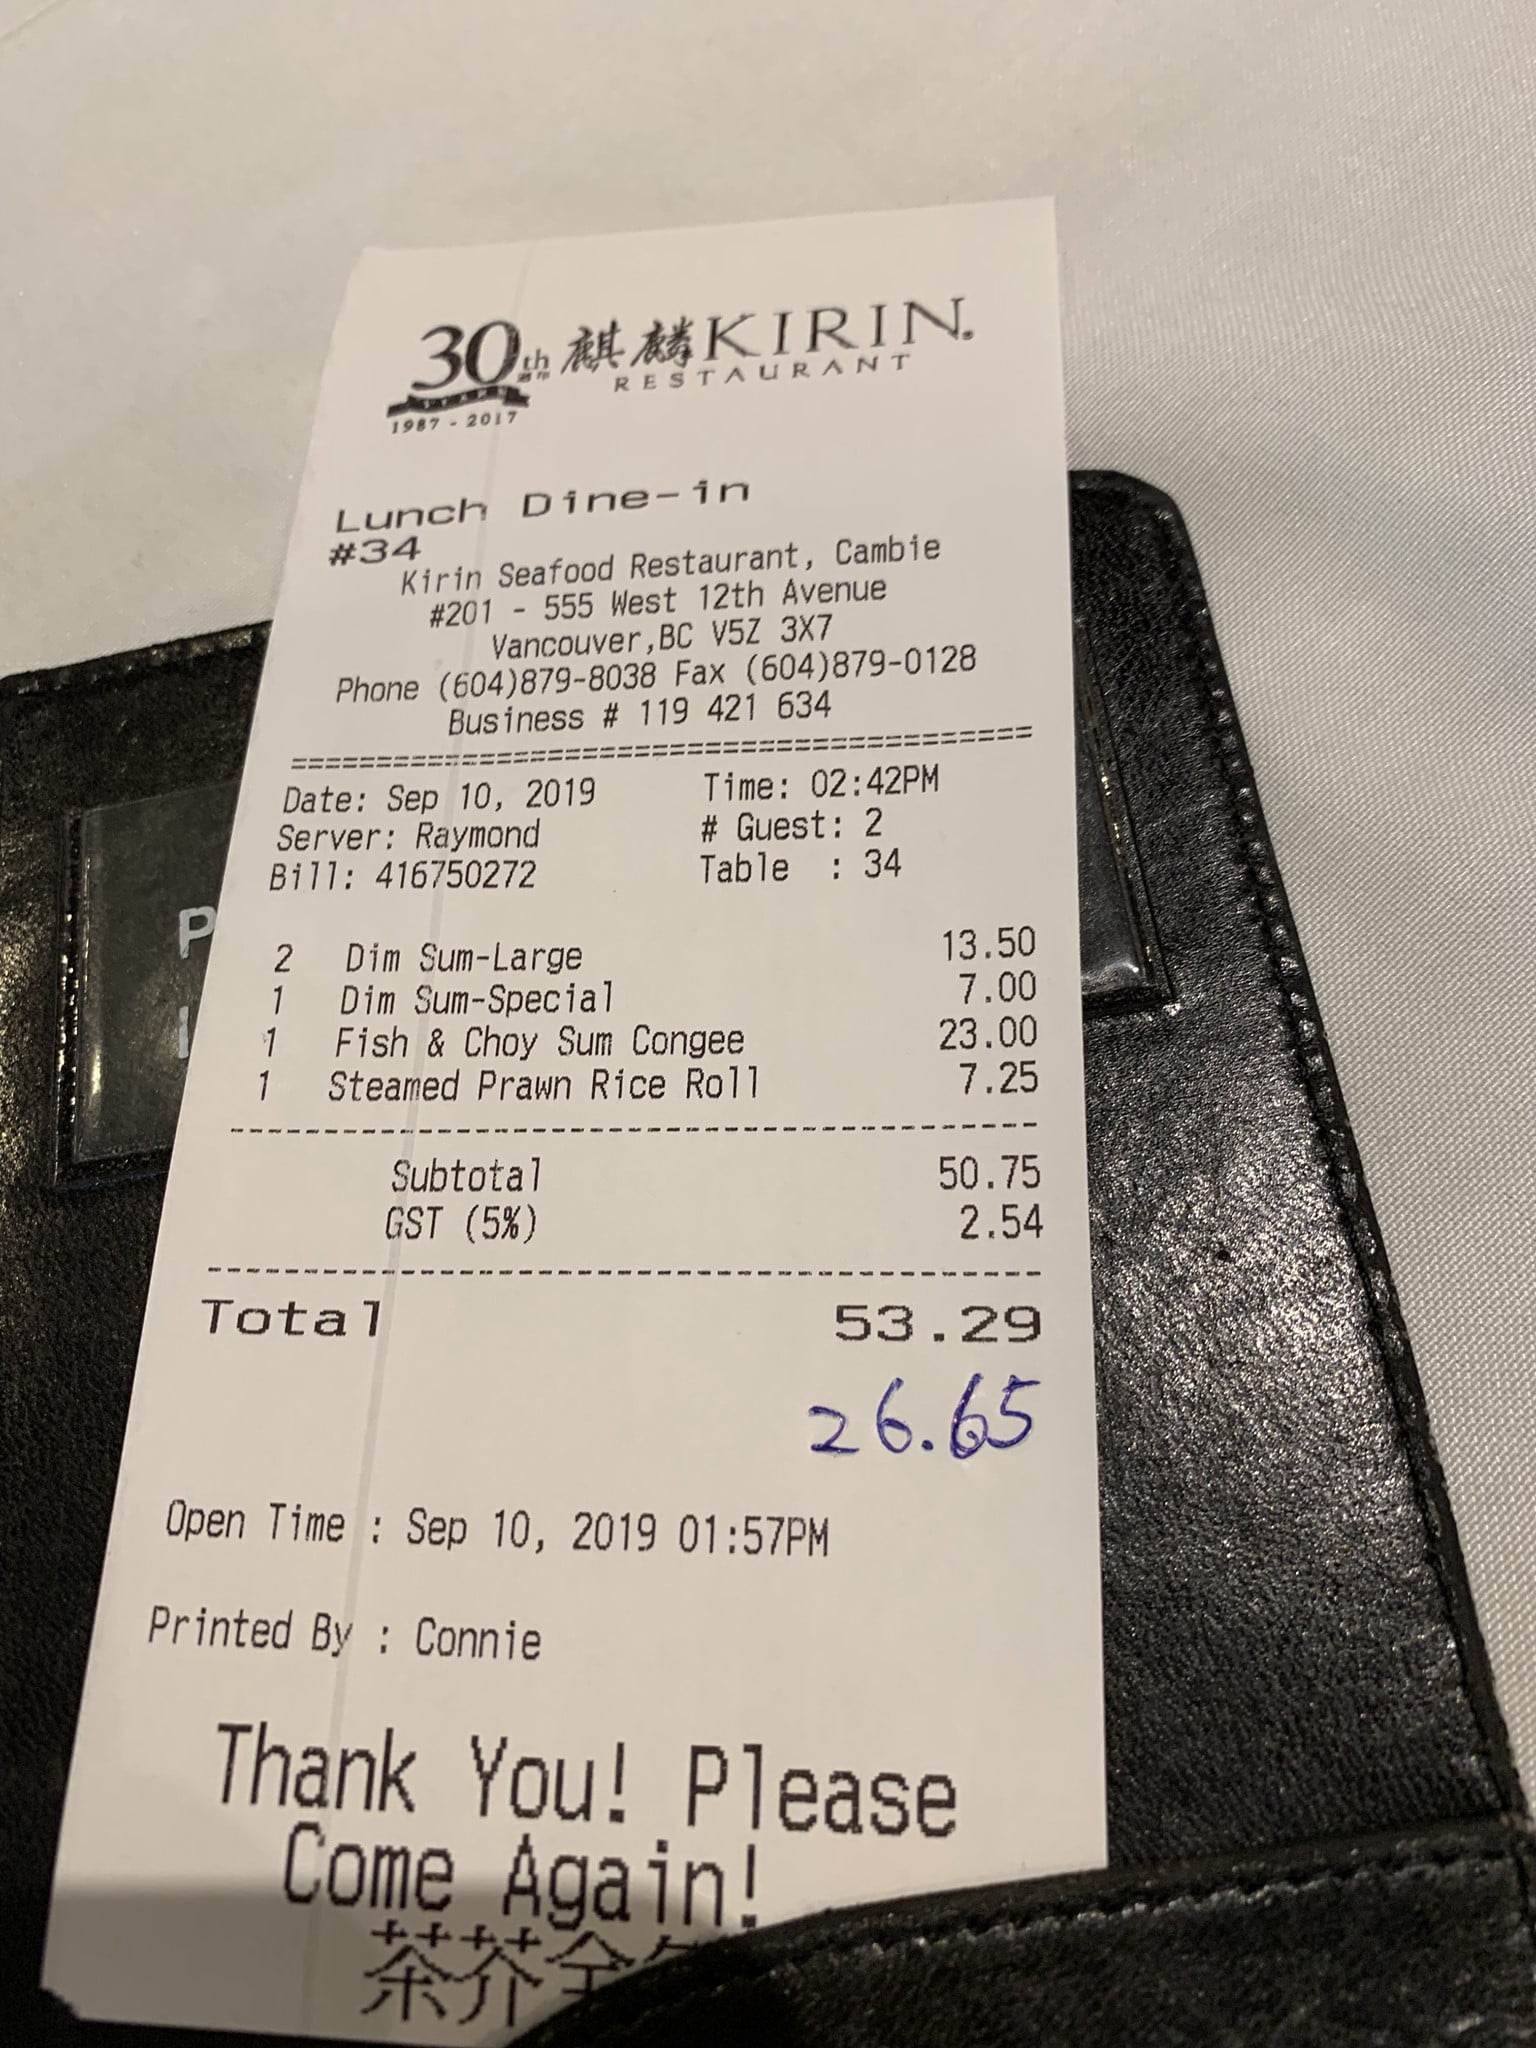 30th 麒麟 KIRIN®
YEARS RESTAURANT
1987 - 2017
Lunch Dine-in
#34
Kirin Seafood Restaurant, Cambie
#201 - 555 West 12th Avenue
Vancouver,BC V5Z 3X7
Phone (604)879-8038 Fax (604)879-0128
Business # 119 421 634
========================================
Date: Sep 10, 2019 Time: 02:42PM
Server: Raymond # Guest: 2
Bill: 416750272 Table : 34
2 Dim Sum-Large 13.50
1 Dim Sum-Special 7.00
1 Fish & Choy Sum Congee 23.00
1 Steamed Prawn Rice Roll 7.25
Subtotal 50.75
GST (5%) 2.54
Total 53.29
26.65
Open Time : Sep 10, 2019 01:57PM
Printed By : Connie
Thank You! Please
Come Again!
茶芥全